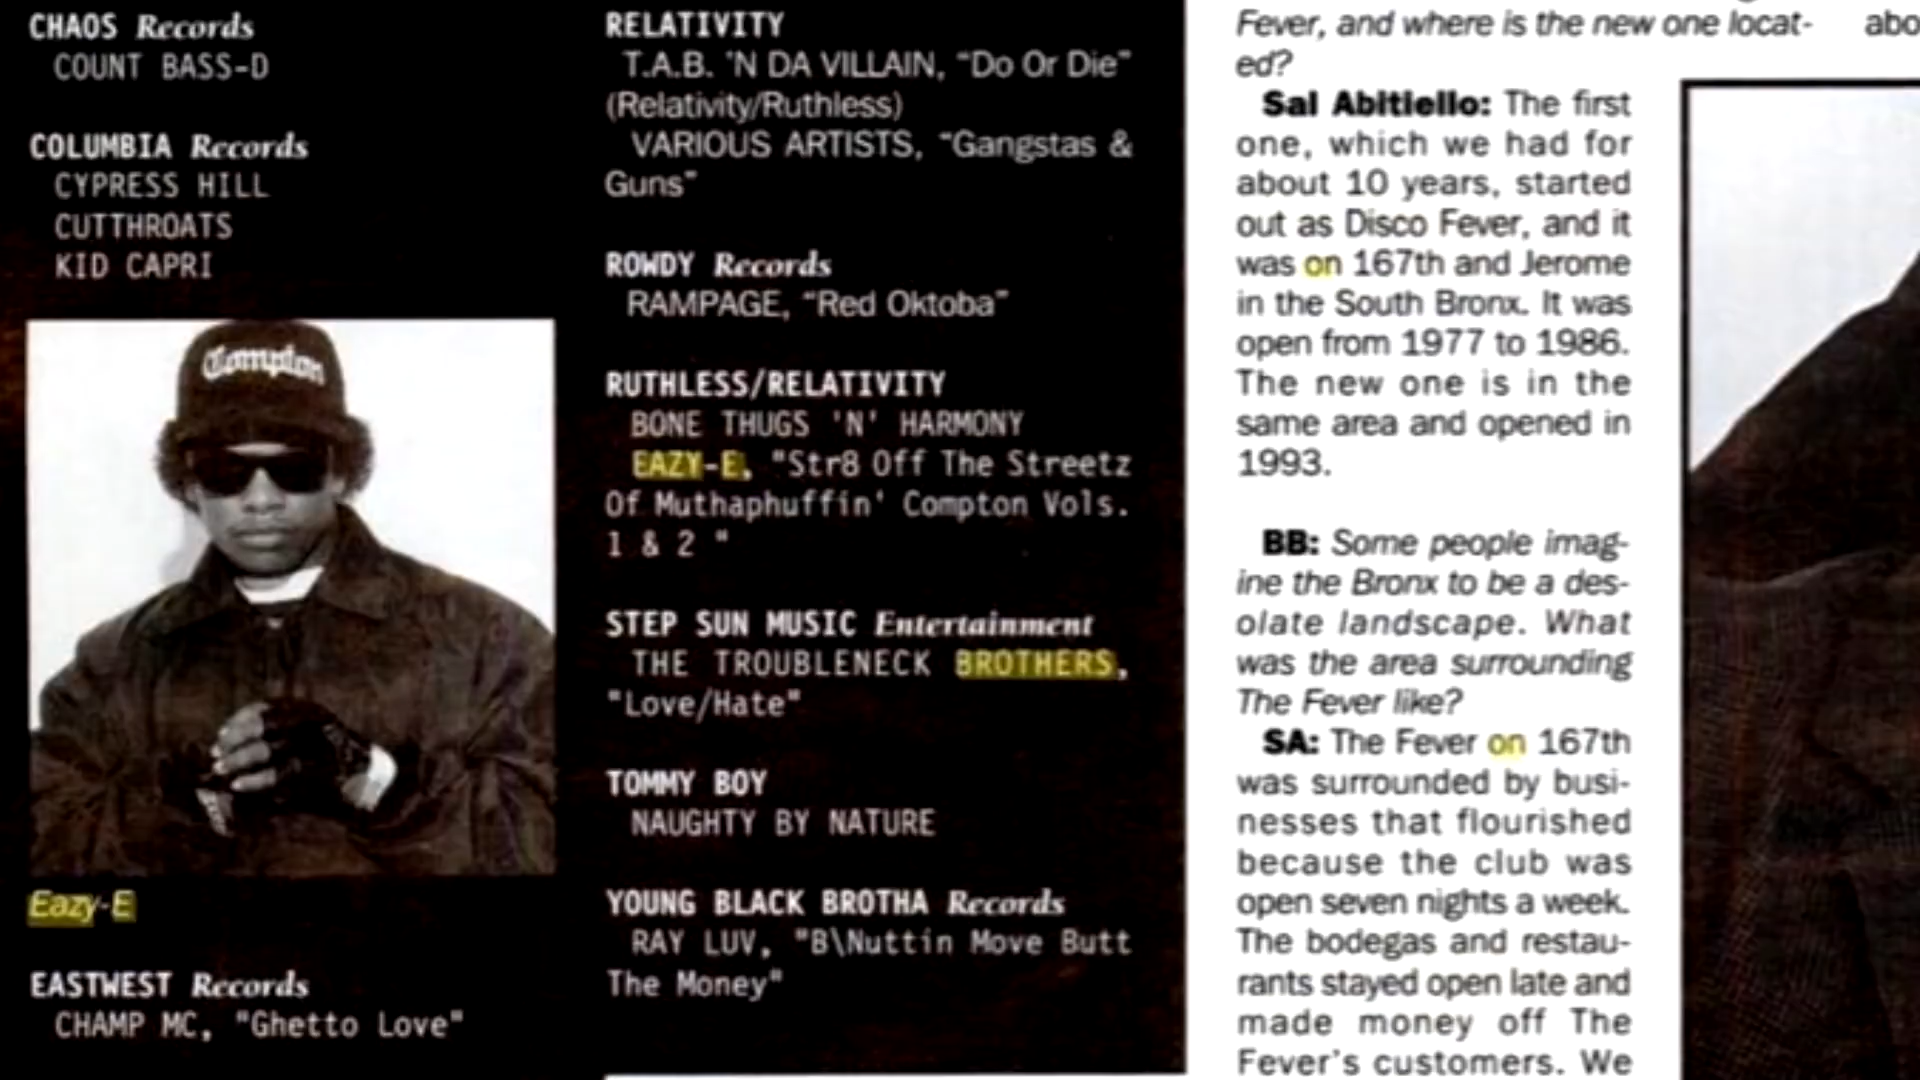 CHAOS Records
COUNT BASS-D
COLUMBIA Records
CYPRESS HILL
CUTTHROATS
KID CAPRI
Compton
Eazy-E
EASTWEST Records
CHAMP MC, "Ghetto Love"
RELATIVITY
T.A.B. 'N DA VILLAIN, "Do Or Die"
(Relativity/Ruthless)
VARIOUS ARTISTS, "Gangstas &
Guns"
ROWDY Records
RAMPAGE, "Red Oktoba"
RUTHLESS/RELATIVITY
BONE THUGS 'N' HARMONY
EAZY-E, "Str8 Off The Streetz
Of Muthaphuffin' Compton Vols.
1 & 2 "
STEP SUN MUSIC Entertainment
THE TROUBLENECK BROTHERS,
"Love/Hate"
TOMMY BOY
NAUGHTY BY NATURE
YOUNG BLACK BROTHA Records
RAY LUV, "B\Nuttin Move Butt
The Money"
Fever, and where is the new one locat-
ed?
Sal Abitiello: The first
one, which we had for
about 10 years, started
out as Disco Fever, and it
was on 167th and Jerome
in the South Bronx. It was
open from 1977 to 1986.
The new one is in the
same area and opened in
1993.
BB: Some people imag-
ine the Bronx to be a des-
olate landscape. What
was the area surrounding
The Fever like?
SA: The Fever on 167th
was surrounded by busi-
nesses that flourished
because the club was
open seven nights a week.
The bodegas and restau-
rants stayed open late and
made money off The
Fever's customers. We
abo